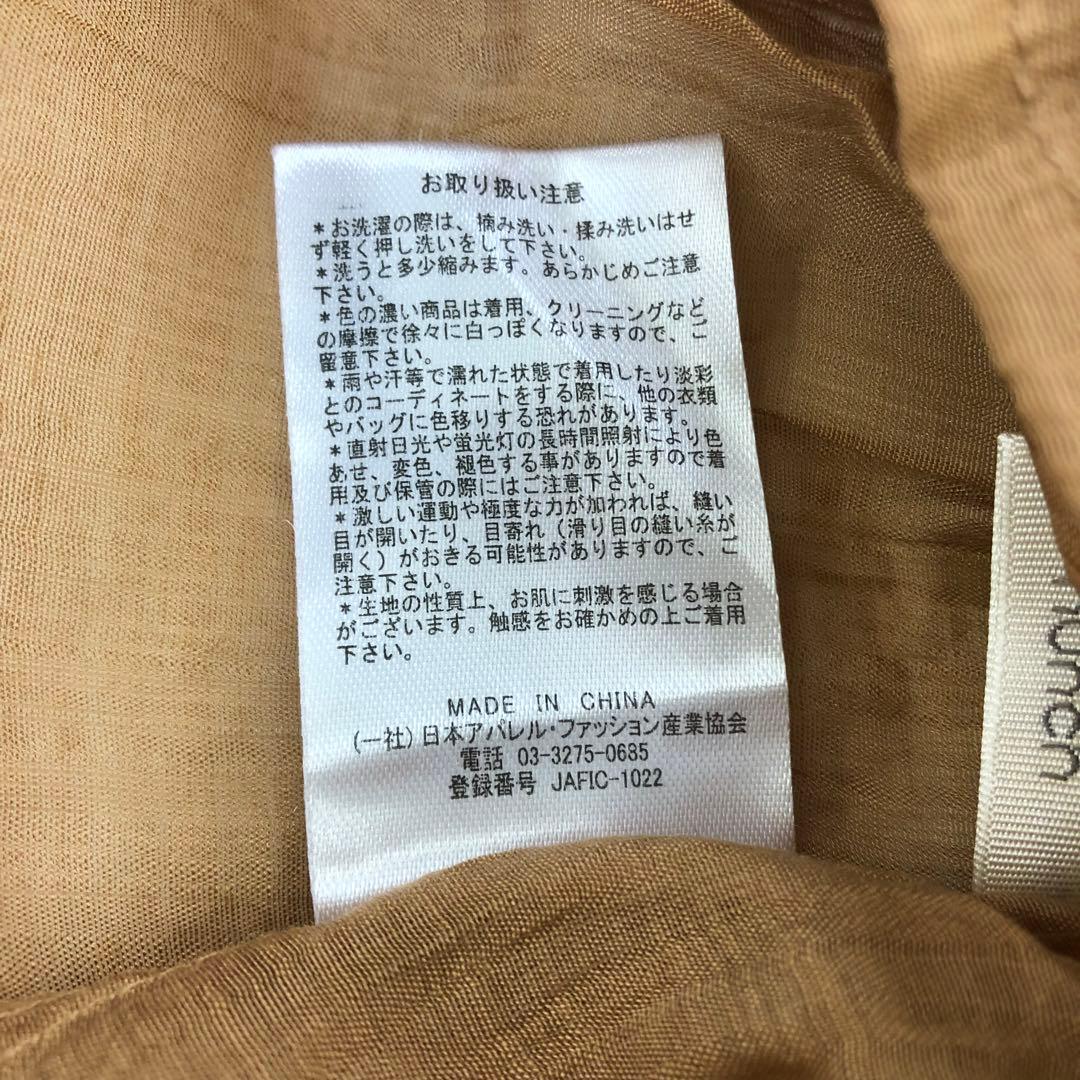 お取り扱い注意
＊お洗濯の際は、摘み洗い・揉み洗いはせ
ず軽く押し洗いをして下さい。
＊洗うと多少縮みます。あらかじめご注意
下さい。
＊色の濃い商品は着用、クリーニングなど
の摩擦で徐々に白っぽくなりますので、ご
留意下さい。
＊雨や汗等で濡れた状態で着用したり淡彩
とのコーディネートをする際に、他の衣類
やバッグに色移りする恐れがあります。
＊直射日光や蛍光灯の長時間照射により色
あせ、変色、褪色する事がありますので着
用及び保管の際にはご注意下さい。
＊激しい運動や極度な力が加われば、縫い
目が開いたり、目寄れ（滑り目の縫い糸が
開く）がおきる可能性がありますので、ご
注意下さい。
＊生地の性質上、お肌に刺激を感じる場合
がございます。触感をお確かめの上ご着用
下さい。
MADE IN CHINA
(一社)日本アパレル・ファッション産業協会
電話 03-3275-0685
登録番号 JAFIC-1022